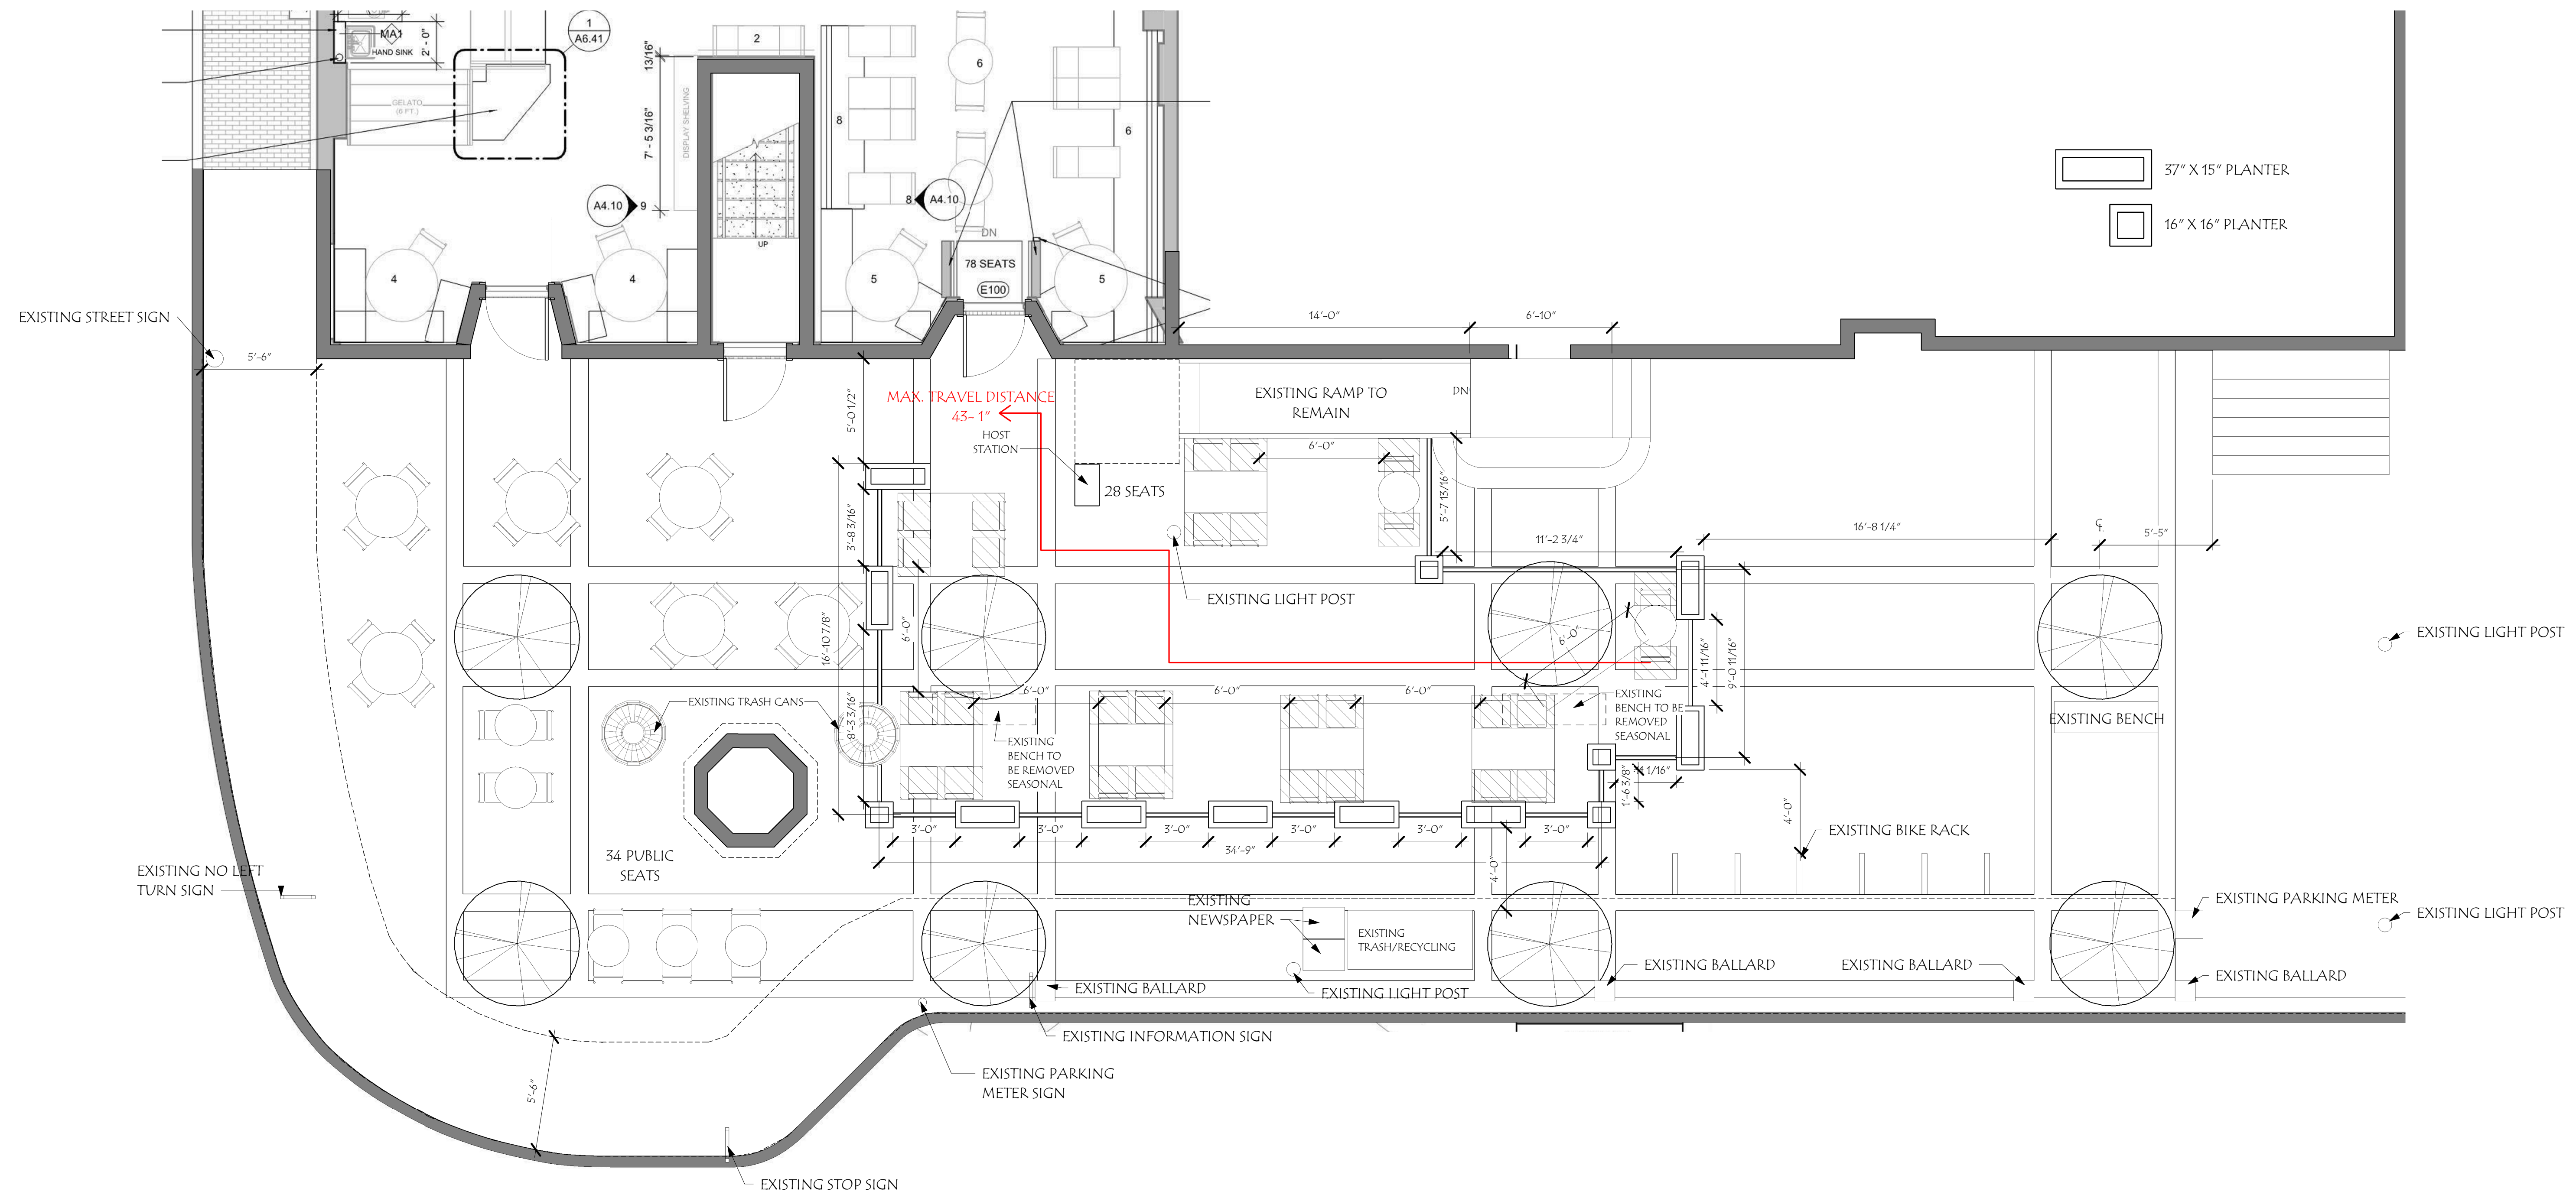 1
A6.41
MA1
HAND SINK
2' - 0"
GELATO
(6 FT.)
13/16"
7' - 5 3/16"
DISPLAY SHELVING
2
8
6
6
A4.10
9
8
A4.10
UP
DN
78 SEATS
E100
4
4
5
5
37" X 15" PLANTER
16" X 16" PLANTER
EXISTING STREET SIGN
5'-6"
14'-0"
6'-10"
EXISTING RAMP TO
REMAIN
DN
MAX. TRAVEL DISTANCE
43- 1"
HOST
STATION
28 SEATS
5'-0 1/2"
3'-8 3/16"
16'-10 7/8"
6'-0"
8'-3 3/16"
6'-0"
5'-7 13/16"
11'-2 3/4"
16'-8 1/4"
℄
5'-5"
EXISTING LIGHT POST
6'-0"
4'-1 11/16"
9'-0 11/16"
EXISTING LIGHT POST
EXISTING TRASH CANS
6'-0"
6'-0"
6'-0"
EXISTING
BENCH TO
BE REMOVED
SEASONAL
EXISTING
BENCH TO BE
REMOVED
SEASONAL
EXISTING BENCH
1'-6 3/8"
4'-0"
3'-0"
3'-0"
3'-0"
3'-0"
3'-0"
3'-0"
34'-9"
4'-0"
EXISTING BIKE RACK
34 PUBLIC
SEATS
EXISTING NO LEFT
TURN SIGN
EXISTING
NEWSPAPER
EXISTING
TRASH/RECYCLING
EXISTING PARKING METER
EXISTING LIGHT POST
EXISTING BALLARD
EXISTING BALLARD
EXISTING BALLARD
EXISTING BALLARD
EXISTING LIGHT POST
EXISTING INFORMATION SIGN
EXISTING PARKING
METER SIGN
5'-6"
EXISTING STOP SIGN